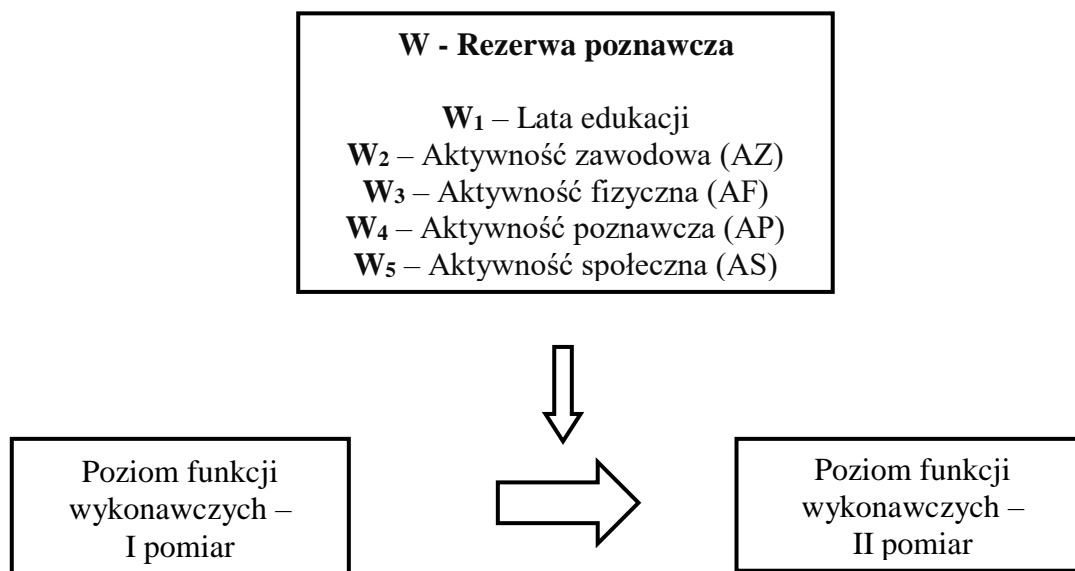 W - Rezerwa poznawcza
W₁ – Lata edukacji
W₂ – Aktywność zawodowa (AZ)
W₃ – Aktywność fizyczna (AF)
W₄ – Aktywność poznawcza (AP)
W₅ – Aktywność społeczna (AS)
Poziom funkcji
wykonawczych –
I pomiar
Poziom funkcji
wykonawczych –
II pomiar